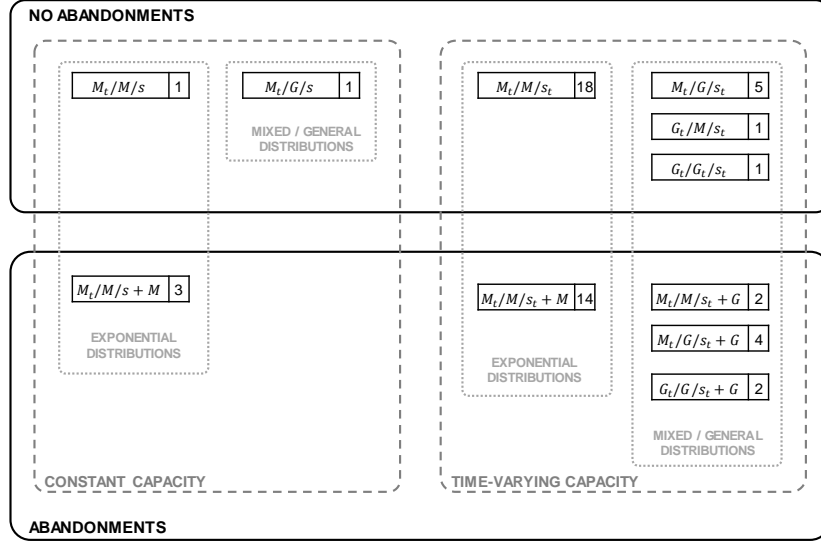 NO ABANDONMENTS
M_t/M/s 1
M_t/G/s 1
MIXED / GENERAL
DISTRIBUTIONS
M_t/M/s_t 18
M_t/G/s_t 5
G_t/M/s_t 1
G_t/G_t/s_t 1
M_t/M/s + M 3
EXPONENTIAL
DISTRIBUTIONS
M_t/M/s_t + M 14
EXPONENTIAL
DISTRIBUTIONS
M_t/M/s_t + G 2
M_t/G/s_t + G 4
G_t/G/s_t + G 2
MIXED / GENERAL
DISTRIBUTIONS
CONSTANT CAPACITY
TIME-VARYING CAPACITY
ABANDONMENTS